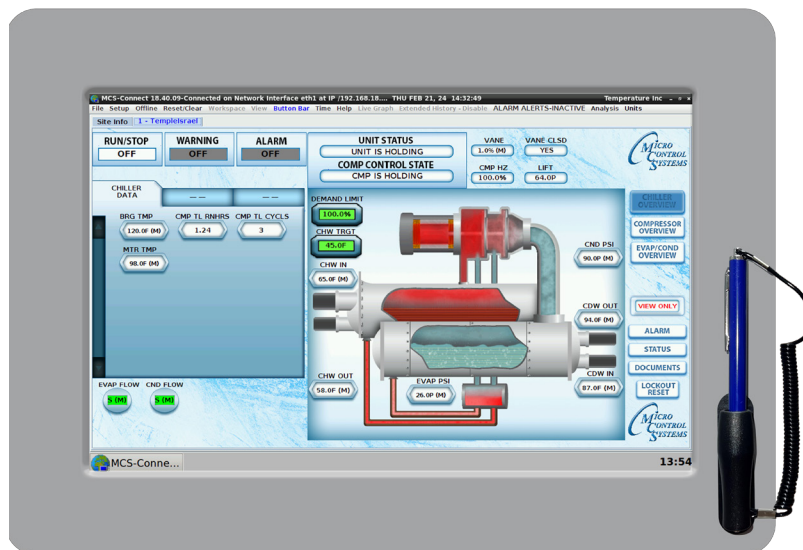 MCS-Connect 18.40.09-Connected on Network Interface eth1 at IP /192.168.18.... THU FEB 21, 24 14:32:49 Temperature Inc
File Setup Offline Reset/Clear Workspace View Button Bar Time Help Live Graph Extended History - Disable ALARM ALERTS-INACTIVE Analysis Units
Site Info 1 - TempleIsrael
RUN/STOP
OFF
WARNING
OFF
ALARM
OFF
UNIT STATUS
UNIT IS HOLDING
COMP CONTROL STATE
CMP IS HOLDING
VANE
1.0% (M)
VANE CLSD
YES
CMP HZ
100.0%
LIFT
64.0P
MICRO
CONTROL
SYSTEMS
CHILLER
DATA
-- --
-- --
BRG TMP
120.0F (M)
CMP TL RNHRS
1.24
CMP TL CYCLS
3
MTR TMP
98.0F (M)
EVAP FLOW
5 (M)
CND FLOW
5 (M)
DEMAND LIMIT
100.0%
CHW TRGT
45.0F
CHW IN
65.0F (M)
CHW OUT
58.0F (M)
EVAP PSI
26.0P (M)
CND PSI
90.0P (M)
CDW OUT
94.0F (M)
CDW IN
87.0F (M)
CHILLER
OVERVIEW
COMPRESSOR
OVERVIEW
EVAP/COND
OVERVIEW
VIEW ONLY
ALARM
STATUS
DOCUMENTS
LOCKOUT
RESET
MICRO
CONTROL
SYSTEMS
MCS-Conne...
13:54